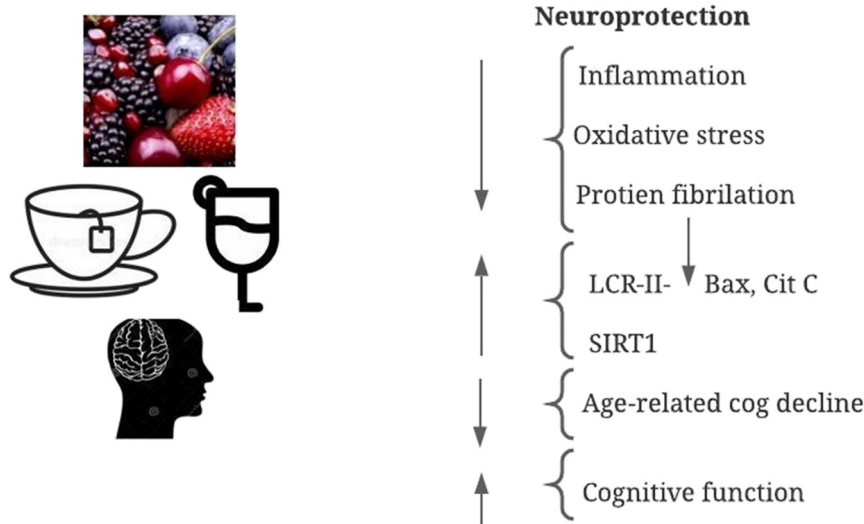 Neuroprotection
Inflammation
Oxidative stress
Protien fibrilation
LCR-II- Bax, Cit C
SIRT1
Age-related cog decline
Cognitive function